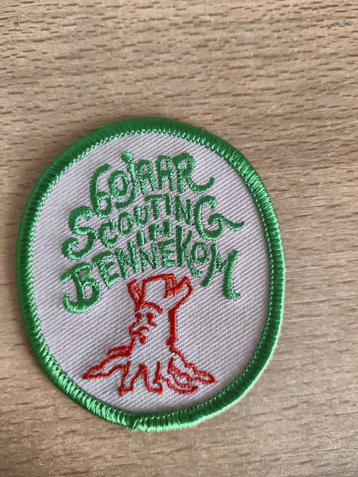 60 JAAR
SCOUTING
IN
BENNEKOM